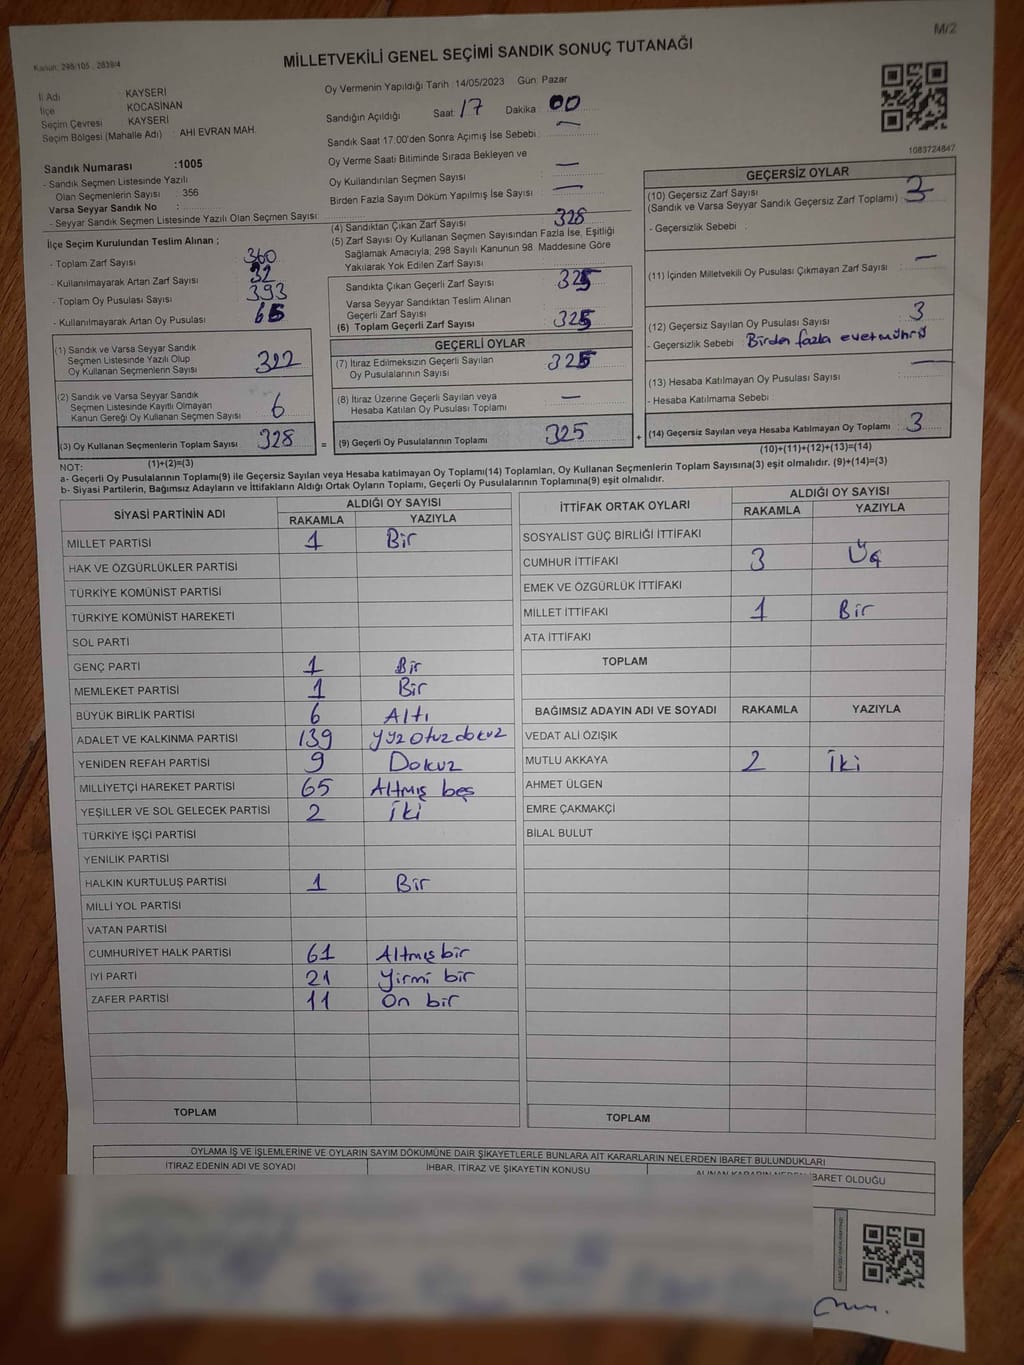 M/2
Kanun: 298/105 , 2839/4
MİLLETVEKİLİ GENEL SEÇİMİ SANDIK SONUÇ TUTANAĞI
İl Adı : KAYSERİ
İlçe : KOCASİNAN
Seçim Çevresi : KAYSERİ
Seçim Bölgesi (Mahalle Adı) : AHİ EVRAN MAH.
Sandık Numarası :1005
- Sandık Seçmen Listesinde Yazılı
Olan Seçmenlerin Sayısı : 356
Varsa Seyyar Sandık No :
- Seyyar Sandık Seçmen Listesinde Yazılı Olan Seçmen Sayısı:
Oy Vermenin Yapıldığı Tarih :14/05/2023 Gün: Pazar
Sandığın Açıldığı Saat: 17 Dakika : 00
Sandık Saat 17:00'den Sonra Açımış İse Sebebi : —
Oy Verme Saati Bitiminde Sırada Bekleyen ve
Oy Kullandırılan Seçmen Sayısı : —
Birden Fazla Sayım Döküm Yapılmış İse Sayısı : —
1083724847
İlçe Seçim Kurulundan Teslim Alınan ;
- Toplam Zarf Sayısı : 360
- Kullanılmayarak Artan Zarf Sayısı : 32
- Toplam Oy Pusulası Sayısı : 393
- Kullanılmayarak Artan Oy Pusulası : 65
(1) Sandık ve Varsa Seyyar Sandık
Seçmen Listesinde Yazılı Olup
Oy Kullanan Seçmenlerin Sayısı : 322
(2) Sandık ve Varsa Seyyar Sandık
Seçmen Listesinde Kayıtlı Olmayan
Kanun Gereği Oy Kullanan Seçmen Sayısı : 6
(3) Oy Kullanan Seçmenlerin Toplam Sayısı : 328
(1)+(2)=(3)
(4) Sandıktan Çıkan Zarf Sayısı : 328
(5) Zarf Sayısı Oy Kullanan Seçmen Sayısından Fazla İse, Eşitliği
Sağlamak Amacıyla; 298 Sayılı Kanunun 98. Maddesine Göre
Yakılarak Yok Edilen Zarf Sayısı :
Sandıkta Çıkan Geçerli Zarf Sayısı : 325
Varsa Seyyar Sandıktan Teslim Alınan
Geçerli Zarf Sayısı :
(6) Toplam Geçerli Zarf Sayısı : 325
GEÇERLİ OYLAR
(7) İtiraz Edilmeksizin Geçerli Sayılan
Oy Pusulalarının Sayısı : 325
(8) İtiraz Üzerine Geçerli Sayılan veya
Hesaba Katılan Oy Pusulası Toplamı : —
= (9) Geçerli Oy Pusulalarının Toplamı : 325
GEÇERSİZ OYLAR
(10) Geçersiz Zarf Sayısı : 3
(Sandık ve Varsa Seyyar Sandık Geçersiz Zarf Toplamı)
- Geçersizlik Sebebi :
(11) İçinden Milletvekili Oy Pusulası Çıkmayan Zarf Sayısı : —
(12) Geçersiz Sayılan Oy Pusulası Sayısı : 3
- Geçersizlik Sebebi : Birden fazla evet mührü
(13) Hesaba Katılmayan Oy Pusulası Sayısı : —
- Hesaba Katılmama Sebebi :
+ (14) Geçersiz Sayılan veya Hesaba Katılmayan Oy Toplamı : 3
(10)+(11)+(12)+(13)=(14)
NOT:
a- Geçerli Oy Pusulalarının Toplamı(9) ile Geçersiz Sayılan veya Hesaba katılmayan Oy Toplamı(14) Toplamları, Oy Kullanan Seçmenlerin Toplam Sayısına(3) eşit olmalıdır. (9)+(14)=(3)
b- Siyasi Partilerin, Bağımsız Adayların ve İttifakların Aldığı Ortak Oyların Toplamı, Geçerli Oy Pusulalarının Toplamına(9) eşit olmalıdır.
SİYASİ PARTİNİN ADI ALDIĞI OY SAYISI
RAKAMLA YAZIYLA
MİLLET PARTİSİ 1 Bir
HAK VE ÖZGÜRLÜKLER PARTİSİ
TÜRKİYE KOMÜNİST PARTİSİ
TÜRKİYE KOMÜNİST HAREKETİ
SOL PARTİ
GENÇ PARTİ 1 Bir
MEMLEKET PARTİSİ 1 Bir
BÜYÜK BİRLİK PARTİSİ 6 Altı
ADALET VE KALKINMA PARTİSİ 139 yyz otuz dokuz
YENİDEN REFAH PARTİSİ 9 Dokuz
MİLLİYETÇİ HAREKET PARTİSİ 65 Altmış beş
YEŞİLLER VE SOL GELECEK PARTİSİ 2 İki
TÜRKİYE İŞÇİ PARTİSİ
YENİLİK PARTİSİ
HALKIN KURTULUŞ PARTİSİ 1 Bir
MİLLİ YOL PARTİSİ
VATAN PARTİSİ
CUMHURİYET HALK PARTİSİ 61 Altmış bir
İYİ PARTİ 21 Yirmi bir
ZAFER PARTİSİ 11 On bir
TOPLAM
İTTİFAK ORTAK OYLARI ALDIĞI OY SAYISI
RAKAMLA YAZIYLA
SOSYALİST GÜÇ BİRLİĞİ İTTİFAKI
CUMHUR İTTİFAKI 3 Üç
EMEK VE ÖZGÜRLÜK İTTİFAKI
MİLLET İTTİFAKI 1 Bir
ATA İTTİFAKI
TOPLAM
BAĞIMSIZ ADAYIN ADI VE SOYADI RAKAMLA YAZIYLA
VEDAT ALİ ÖZIŞIK
MUTLU AKKAYA 2 İki
AHMET ÜLGEN
EMRE ÇAKMAKÇİ
BİLAL BULUT
TOPLAM
OYLAMA İŞ VE İŞLEMLERİNE VE OYLARIN SAYIM DÖKÜMÜNE DAİR ŞİKAYETLERLE BUNLARA AİT KARARLARIN NELERDEN İBARET BULUNDUKLARI
İTİRAZ EDENİN ADI VE SOYADI İHBAR, İTİRAZ VE ŞİKAYETİN KONUSU ALINAN KARARIN NEDEN İBARET OLDUĞU